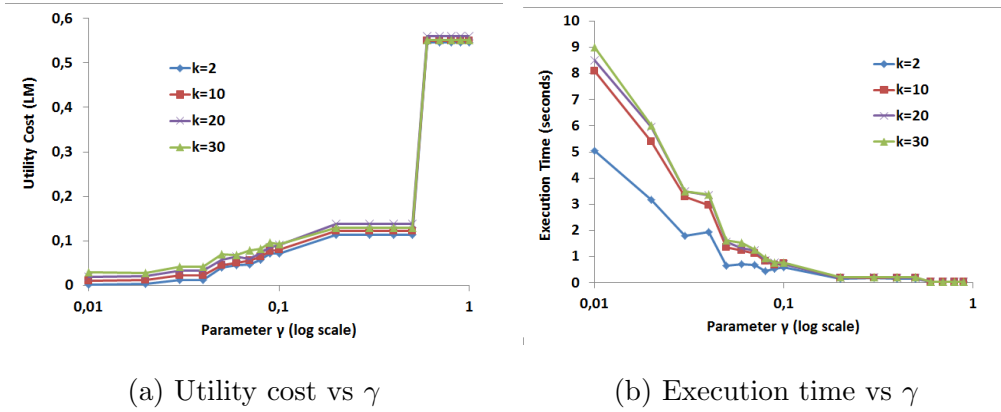 0,6
0,5
0,4
0,3
0,2
0,1
0
Utility Cost (LM)
k=2
k=10
k=20
k=30
0,01 0,1 1
Parameter γ (log scale)
10
9
8
7
6
5
4
3
2
1
0
Execution Time (seconds)
k=2
k=10
k=20
k=30
0,01 0,1 1
Parameter γ (log scale)
(a) Utility cost vs γ
(b) Execution time vs γ